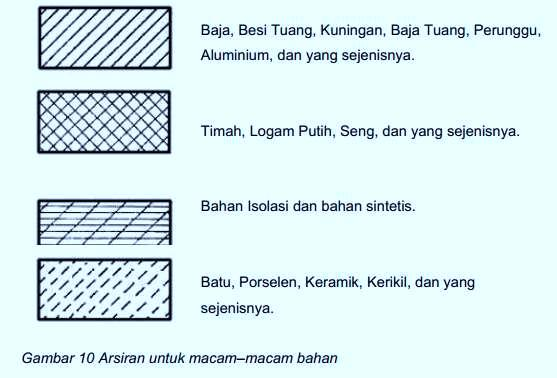 Baja, Besi Tuang, Kuningan, Baja Tuang, Perunggu,
Aluminium, dan yang sejenisnya.
Timah, Logam Putih, Seng, dan yang sejenisnya.
Bahan Isolasi dan bahan sintetis.
Batu, Porselen, Keramik, Kerikil, dan yang
sejenisnya.
Gambar 10 Arsiran untuk macam–macam bahan